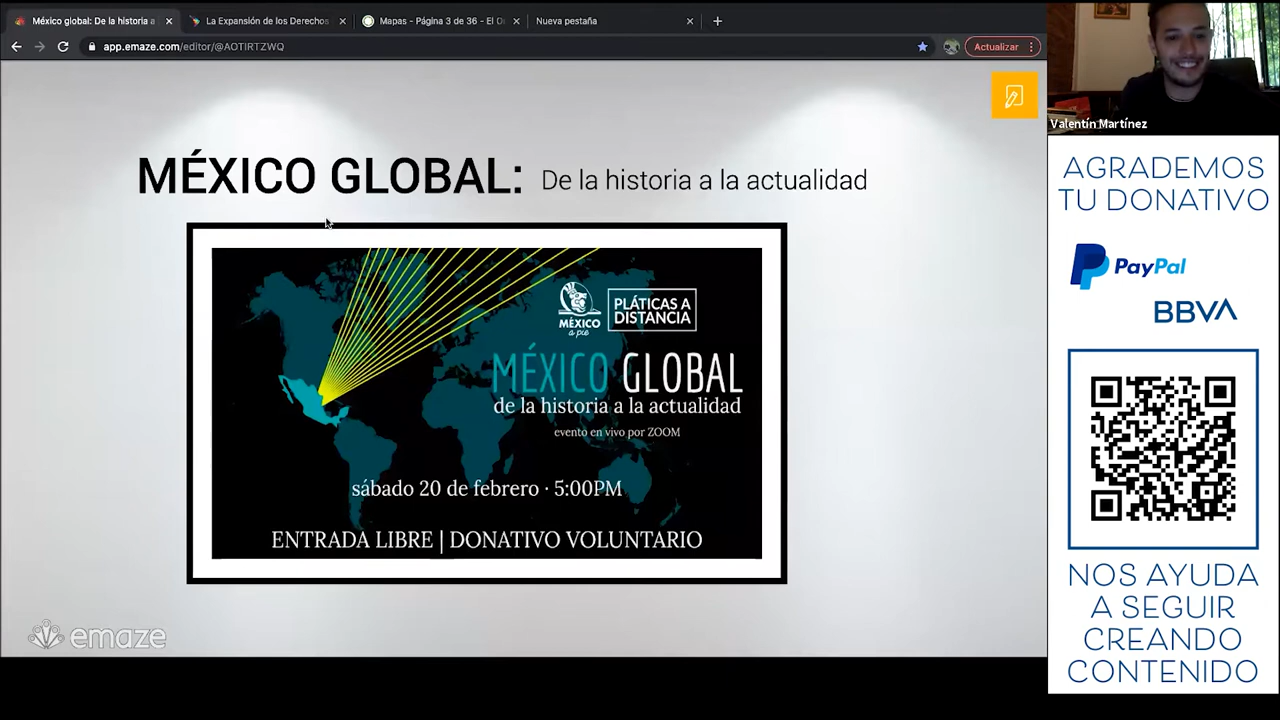 México global: De la historia a
La Expansión de los Derechos
Mapas - Página 3 de 36 - El O
Nueva pestaña
app.emaze.com/editor/@AOTIRTZWQ
Actualizar
Valentín Martínez
MÉXICO GLOBAL: De la historia a la actualidad
MÉXICO
a pie
PLÁTICAS A
DISTANCIA
MÉXICO GLOBAL
de la historia a la actualidad
evento en vivo por ZOOM
sábado 20 de febrero · 5:00PM
ENTRADA LIBRE | DONATIVO VOLUNTARIO
emaze
AGRADEMOS
TU DONATIVO
PayPal
BBVA
NOS AYUDA
A SEGUIR
CREANDO
CONTENIDO